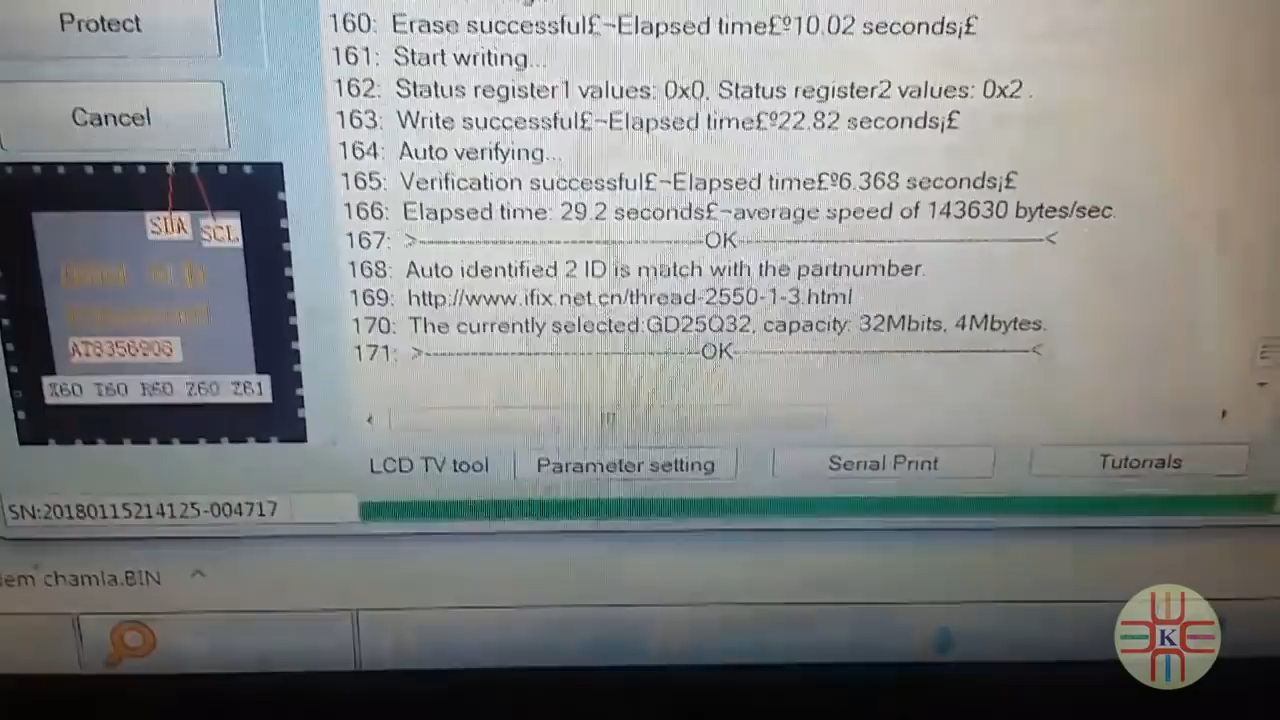 Protect
Cancel
160: Erase successful£¬Elapsed time£º10.02 seconds¡£
161: Start writing...
162: Status register1 values: 0x0, Status register2 values: 0x2 .
163: Write successful£¬Elapsed time£º22.82 seconds¡£
164: Auto verifying...
165: Verification successful£¬Elapsed time£º6.368 seconds¡£
166: Elapsed time: 29.2 seconds£¬average speed of 143630 bytes/sec.
167: >----------------------------------------OK-------------------------------------------<
168: Auto identified 2 ID is match with the partnumber.
169: http://www.ifix.net.cn/thread-2550-1-3.html
170: The currently selected:GD25Q32, capacity: 32Mbits, 4Mbytes.
171: >----------------------------------------OK-------------------------------------------<
SDA SCL
AT8356908
X60 T60 R60 Z60 Z61
LCD TV tool
Parameter setting
Serial Print
Tutorials
SN:20180115214125-004717
em chamla.BIN
K